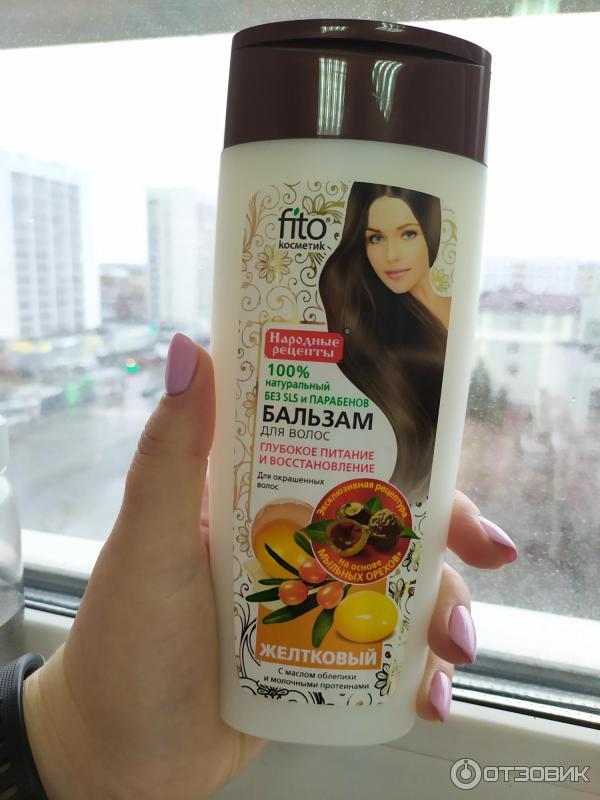 fito®
косметик
Народные
рецепты®
100%
натуральный
БЕЗ SLS и ПАРАБЕНОВ
БАЛЬЗАМ
ДЛЯ ВОЛОС
ГЛУБОКОЕ ПИТАНИЕ
И ВОССТАНОВЛЕНИЕ
Для окрашенных
волос
Эксклюзивная рецептура
на основе
МЫЛЬНЫХ ОРЕХОВ*
ЖЕЛТКОВЫЙ
С маслом облепихи
и молочными протеинами
ОТЗОВИК